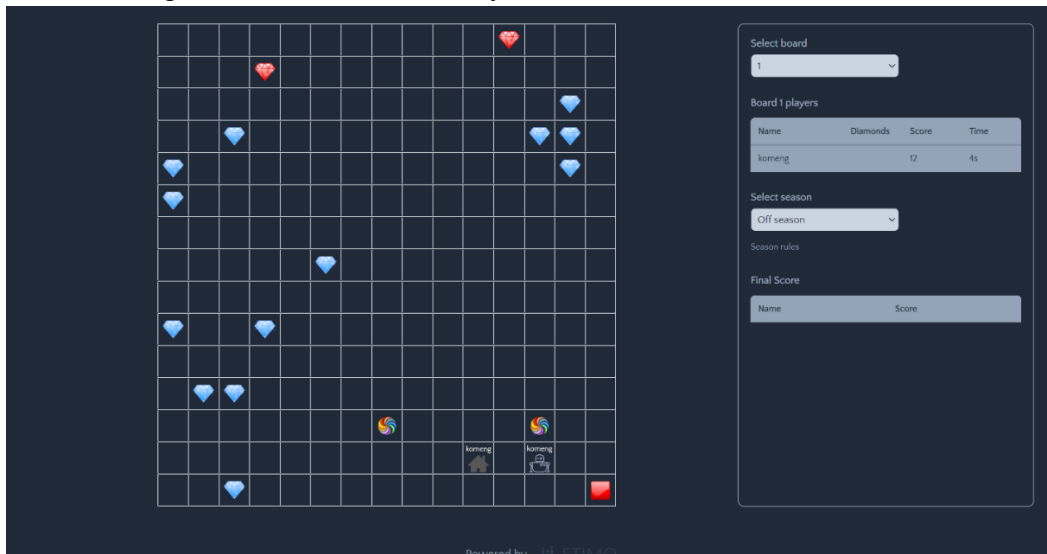 Select board
1
Board 1 players
Name Diamonds Score Time
komeng 12 4s
Select season
Off season
Season rules
Final Score
Name Score
komeng komeng
Powered by ETIMO